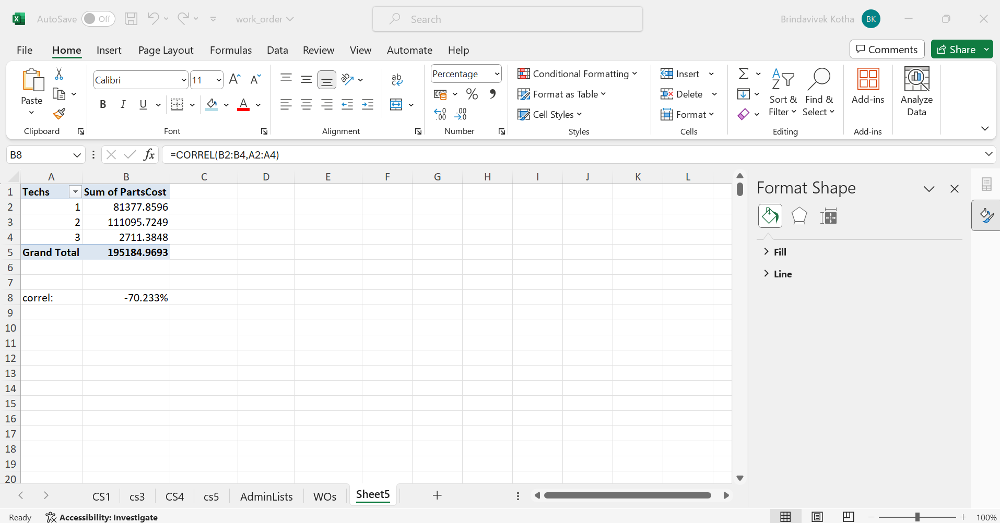 AutoSave Off work_order Search Brindavivek Kotha BK
File Home Insert Page Layout Formulas Data Review View Automate Help Comments Share
Paste
Clipboard
Calibri 11
B I U A
Font
ab
Alignment
Percentage
% 
Number
Conditional Formatting
Format as Table
Cell Styles
Styles
Insert
Delete
Format
Cells
Sort &
Filter
Find &
Select
Editing
Add-ins
Add-ins
Analyze
Data
B8 fx =CORREL(B2:B4,A2:A4)
A B C D E F G H I J K L
1 Techs Sum of PartsCost
2 1 81377.8596
3 2 111095.7249
4 3 2711.3848
5 Grand Total 195184.9693
6
7
8 correl: -70.233%
9
10
11
12
13
14
15
16
17
18
19
20
Format Shape
Fill
Line
CS1 cs3 CS4 cs5 AdminLists WOs Sheet5
Ready Accessibility: Investigate 100%